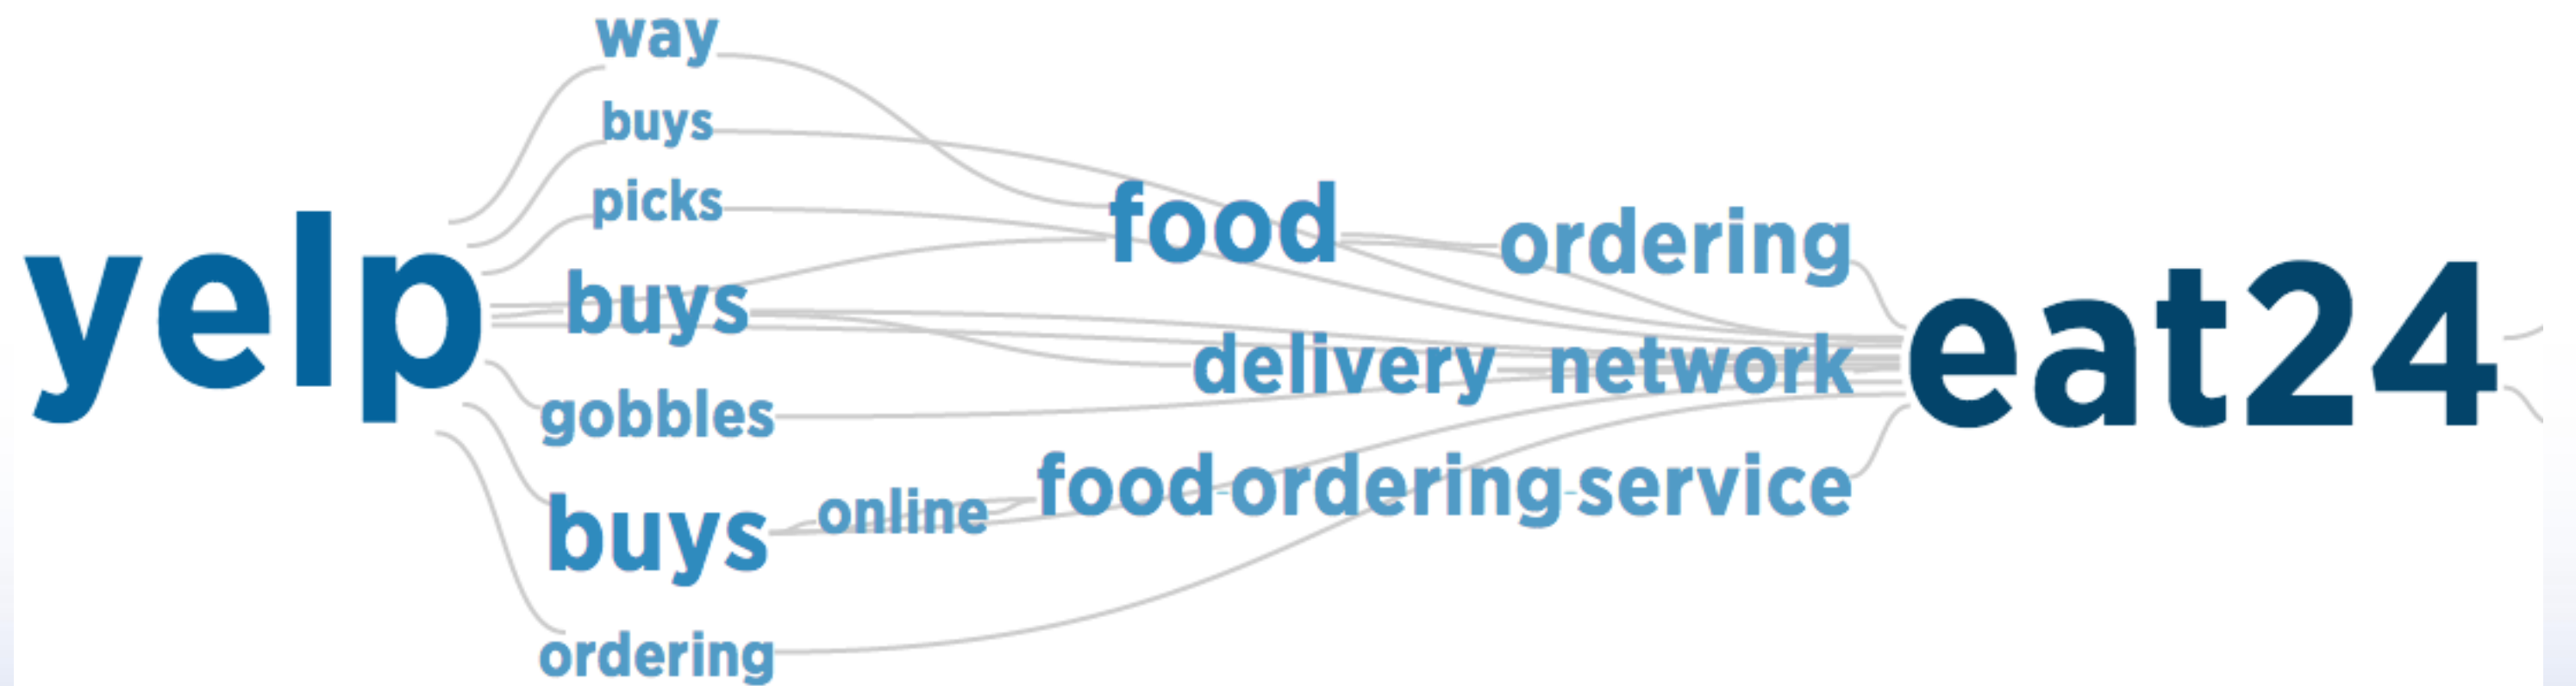 way
buys
picks
food
ordering
yelp
buys
eat24
delivery network
gobbles
food-ordering-service
online
buys
ordering